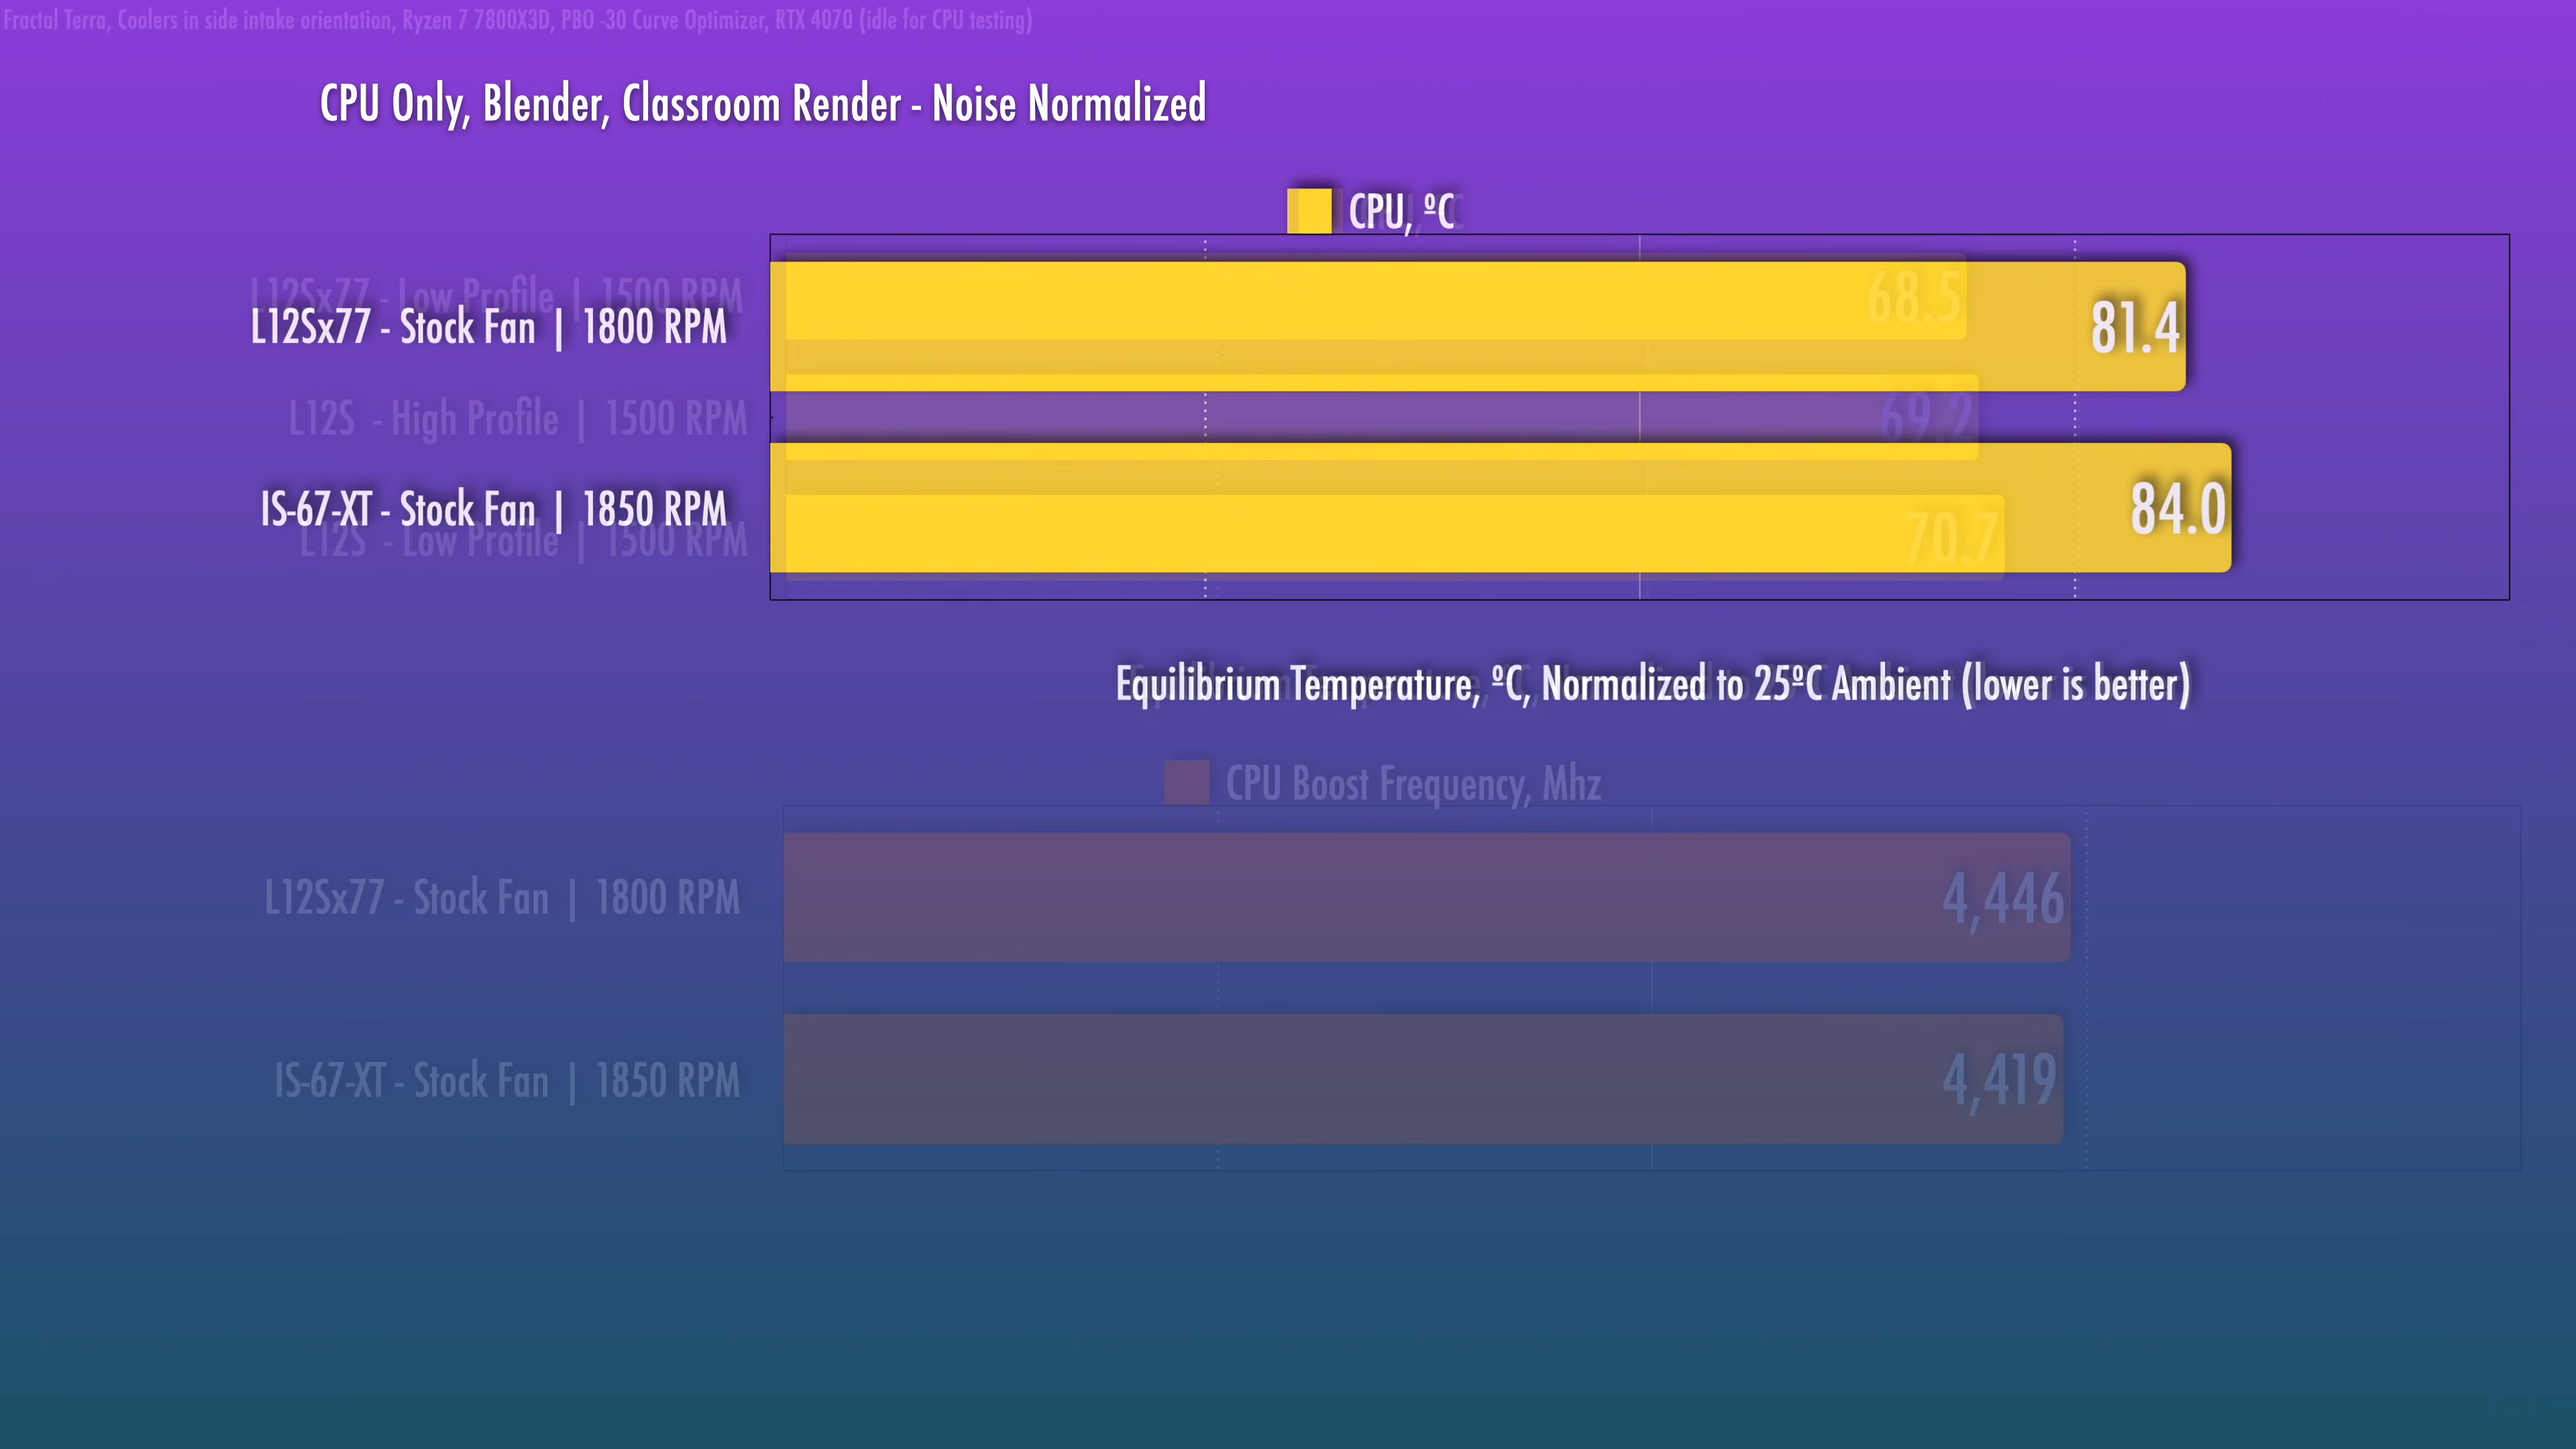 Fractal Terra, Coolers in side intake orientation, Ryzen 7 7800X3D, PBO -30 Curve Optimizer, RTX 4070 (idle for CPU testing)
CPU Only, Blender, Classroom Render - Noise Normalized
CPU, ºC
L12Sx77 - Low Profile | 1500 RPM
68.5
L12Sx77 - Stock Fan | 1800 RPM
81.4
L12S - High Profile | 1500 RPM
69.2
IS-67-XT - Stock Fan | 1850 RPM
84.0
L12S - Low Profile | 1500 RPM
70.7
Equilibrium Temperature, ºC, Normalized to 25ºC Ambient (lower is better)
CPU Boost Frequency, Mhz
L12Sx77 - Stock Fan | 1800 RPM
4,446
IS-67-XT - Stock Fan | 1850 RPM
4,419